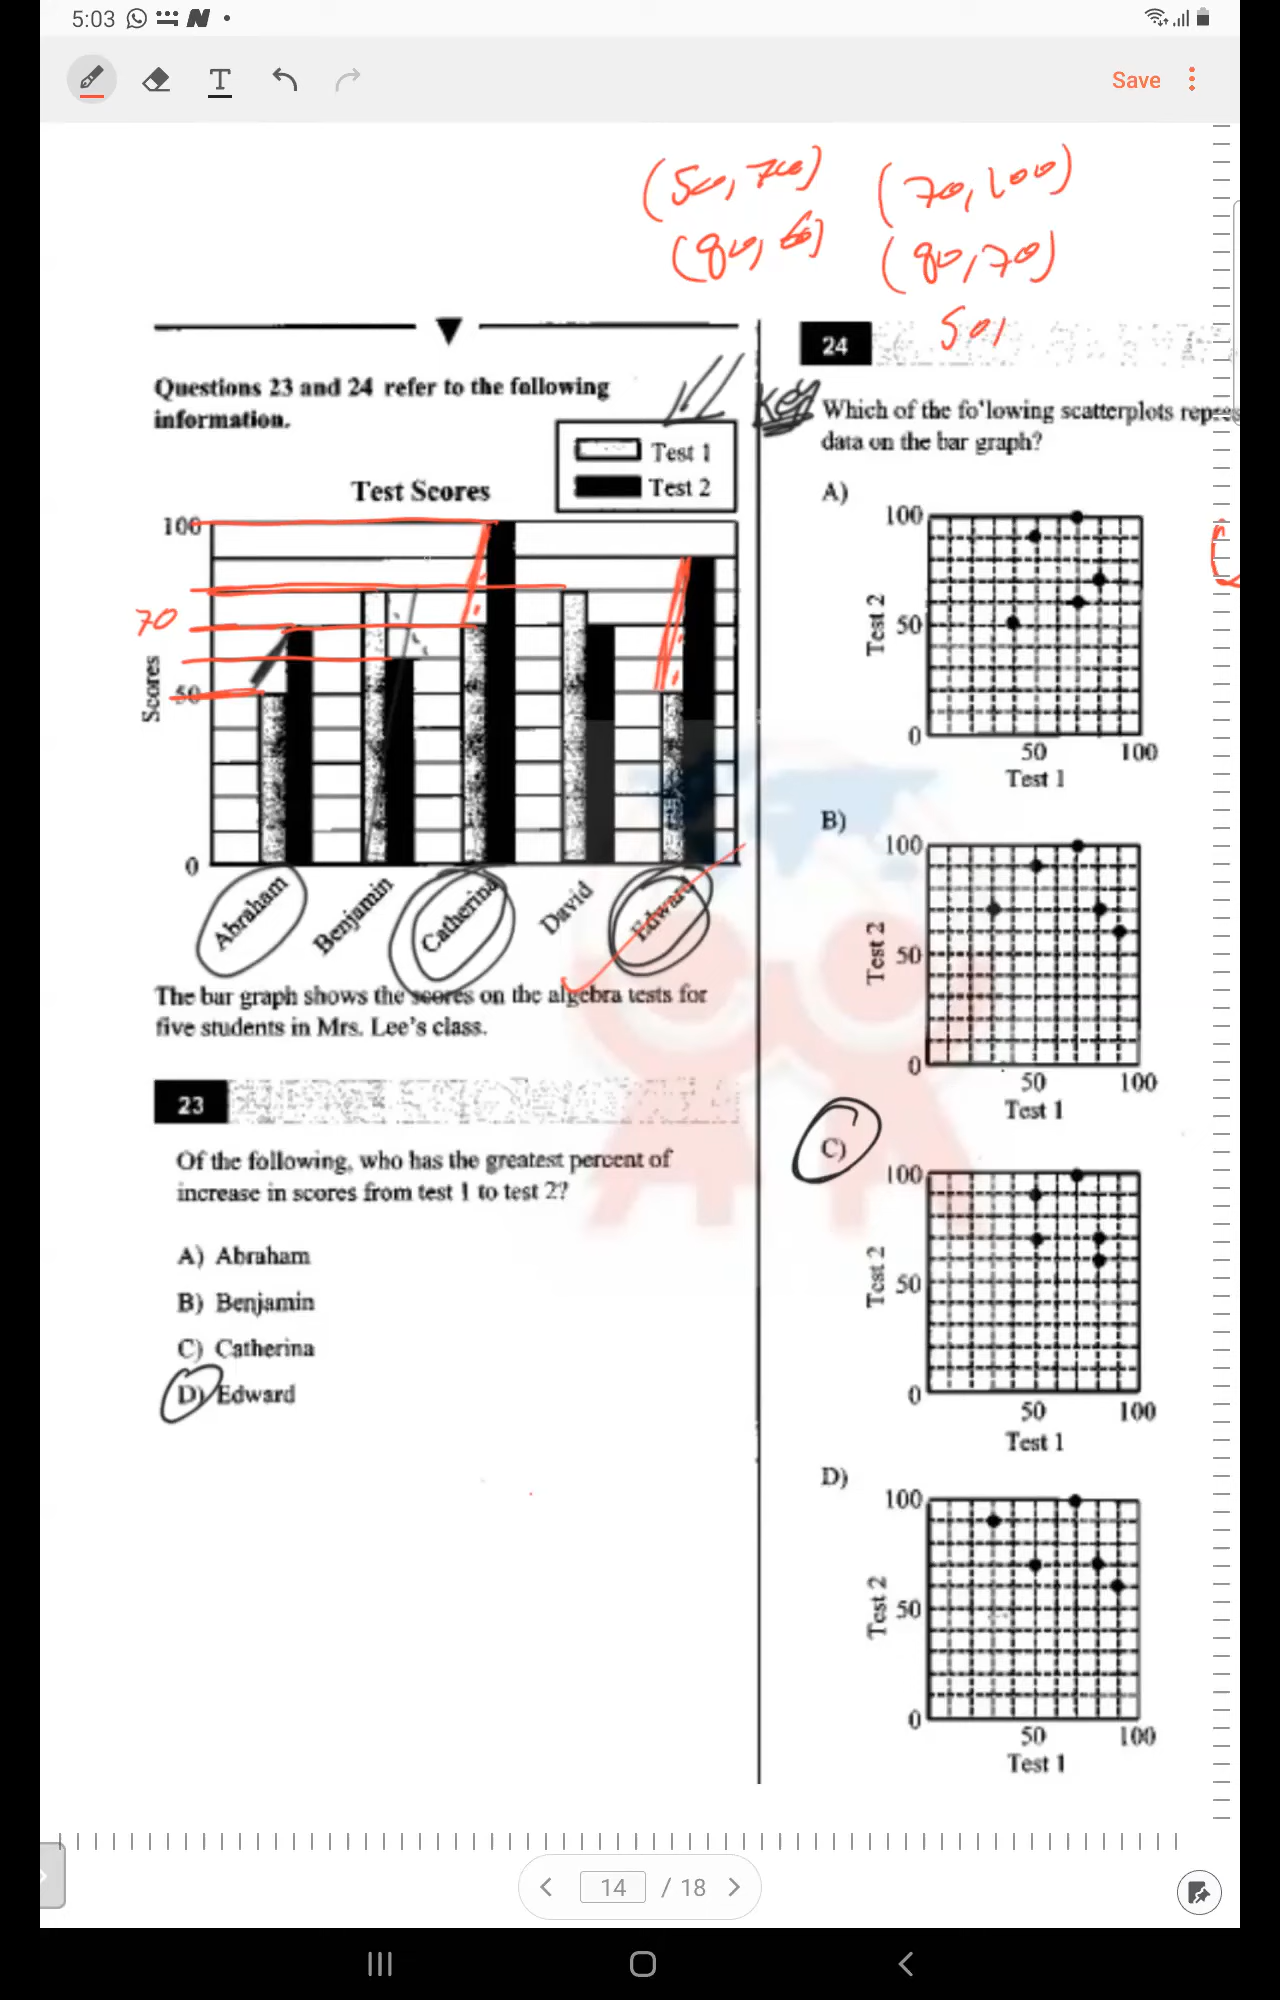 5:03
Save
(50, 70) (70, 100)
(80, 60) (80, 70)
50,
Questions 23 and 24 refer to the following
information.
Test 1
Test 2
Test Scores
100
70
50
0
Scores
Abraham
Benjamin
Catherina
David
Edward
The bar graph shows the scores on the algebra tests for
five students in Mrs. Lee's class.
23
Of the following, who has the greatest percent of
increase in scores from test 1 to test 2?
A) Abraham
B) Benjamin
C) Catherina
D) Edward
24
Key
Which of the fo'lowing scatterplots repres
data on the bar graph?
A)
100
50
0
Test 2
50 100
Test 1
B)
100
50
0
Test 2
50 100
Test 1
C)
100
50
0
Test 2
50 100
Test 1
D)
100
50
0
Test 2
50 100
Test 1
14 / 18